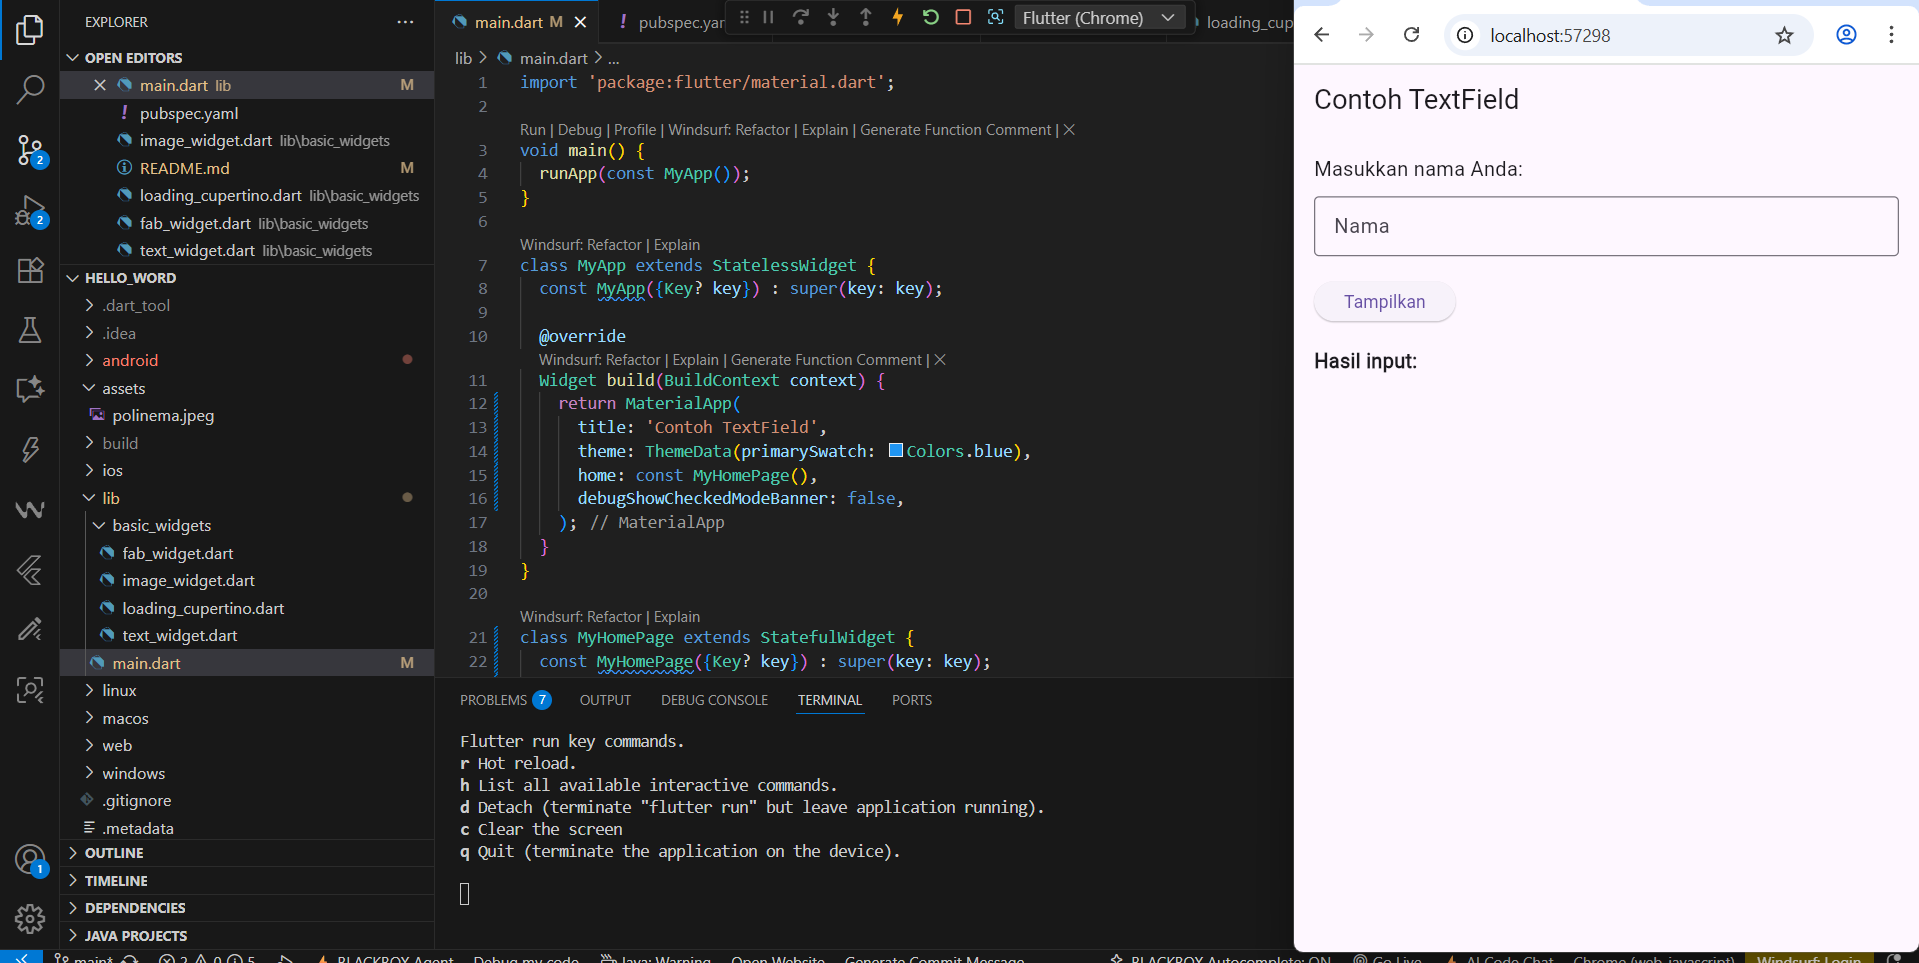 EXPLORER
OPEN EDITORS
main.dart lib M
pubspec.yaml
image_widget.dart lib\basic_widgets
README.md M
loading_cupertino.dart lib\basic_widgets
fab_widget.dart lib\basic_widgets
text_widget.dart lib\basic_widgets
HELLO_WORD
.dart_tool
.idea
android
assets
polinema.jpeg
build
ios
lib
basic_widgets
fab_widget.dart
image_widget.dart
loading_cupertino.dart
text_widget.dart
main.dart M
linux
macos
web
windows
.gitignore
.metadata
OUTLINE
TIMELINE
DEPENDENCIES
JAVA PROJECTS
2
2
1
main.dart M
pubspec.yar
Flutter (Chrome)
loading_cup
lib > main.dart > ...
1 import 'package:flutter/material.dart';
2
Run | Debug | Profile | Windsurf: Refactor | Explain | Generate Function Comment | X
3 void main() {
4 runApp(const MyApp());
5 }
6
Windsurf: Refactor | Explain
7 class MyApp extends StatelessWidget {
8 const MyApp({Key? key}) : super(key: key);
9
10 @override
Windsurf: Refactor | Explain | Generate Function Comment | X
11 Widget build(BuildContext context) {
12 return MaterialApp(
13 title: 'Contoh TextField',
14 theme: ThemeData(primarySwatch: Colors.blue),
15 home: const MyHomePage(),
16 debugShowCheckedModeBanner: false,
17 ); // MaterialApp
18 }
19 }
20
Windsurf: Refactor | Explain
21 class MyHomePage extends StatefulWidget {
22 const MyHomePage({Key? key}) : super(key: key);
PROBLEMS 7 OUTPUT DEBUG CONSOLE TERMINAL PORTS
Flutter run key commands.
r Hot reload.
h List all available interactive commands.
d Detach (terminate "flutter run" but leave application running).
c Clear the screen
q Quit (terminate the application on the device).
main* 2 0 5 BLACKBOX Agent Debug my code Java: Warning Open Website Generate Commit Message BLACKBOX Autocomplete: ON Go Live AI Code Chat Chrome (web-javascript) Windsurf: Login
localhost:57298
Contoh TextField
Masukkan nama Anda:
Nama
Tampilkan
Hasil input: